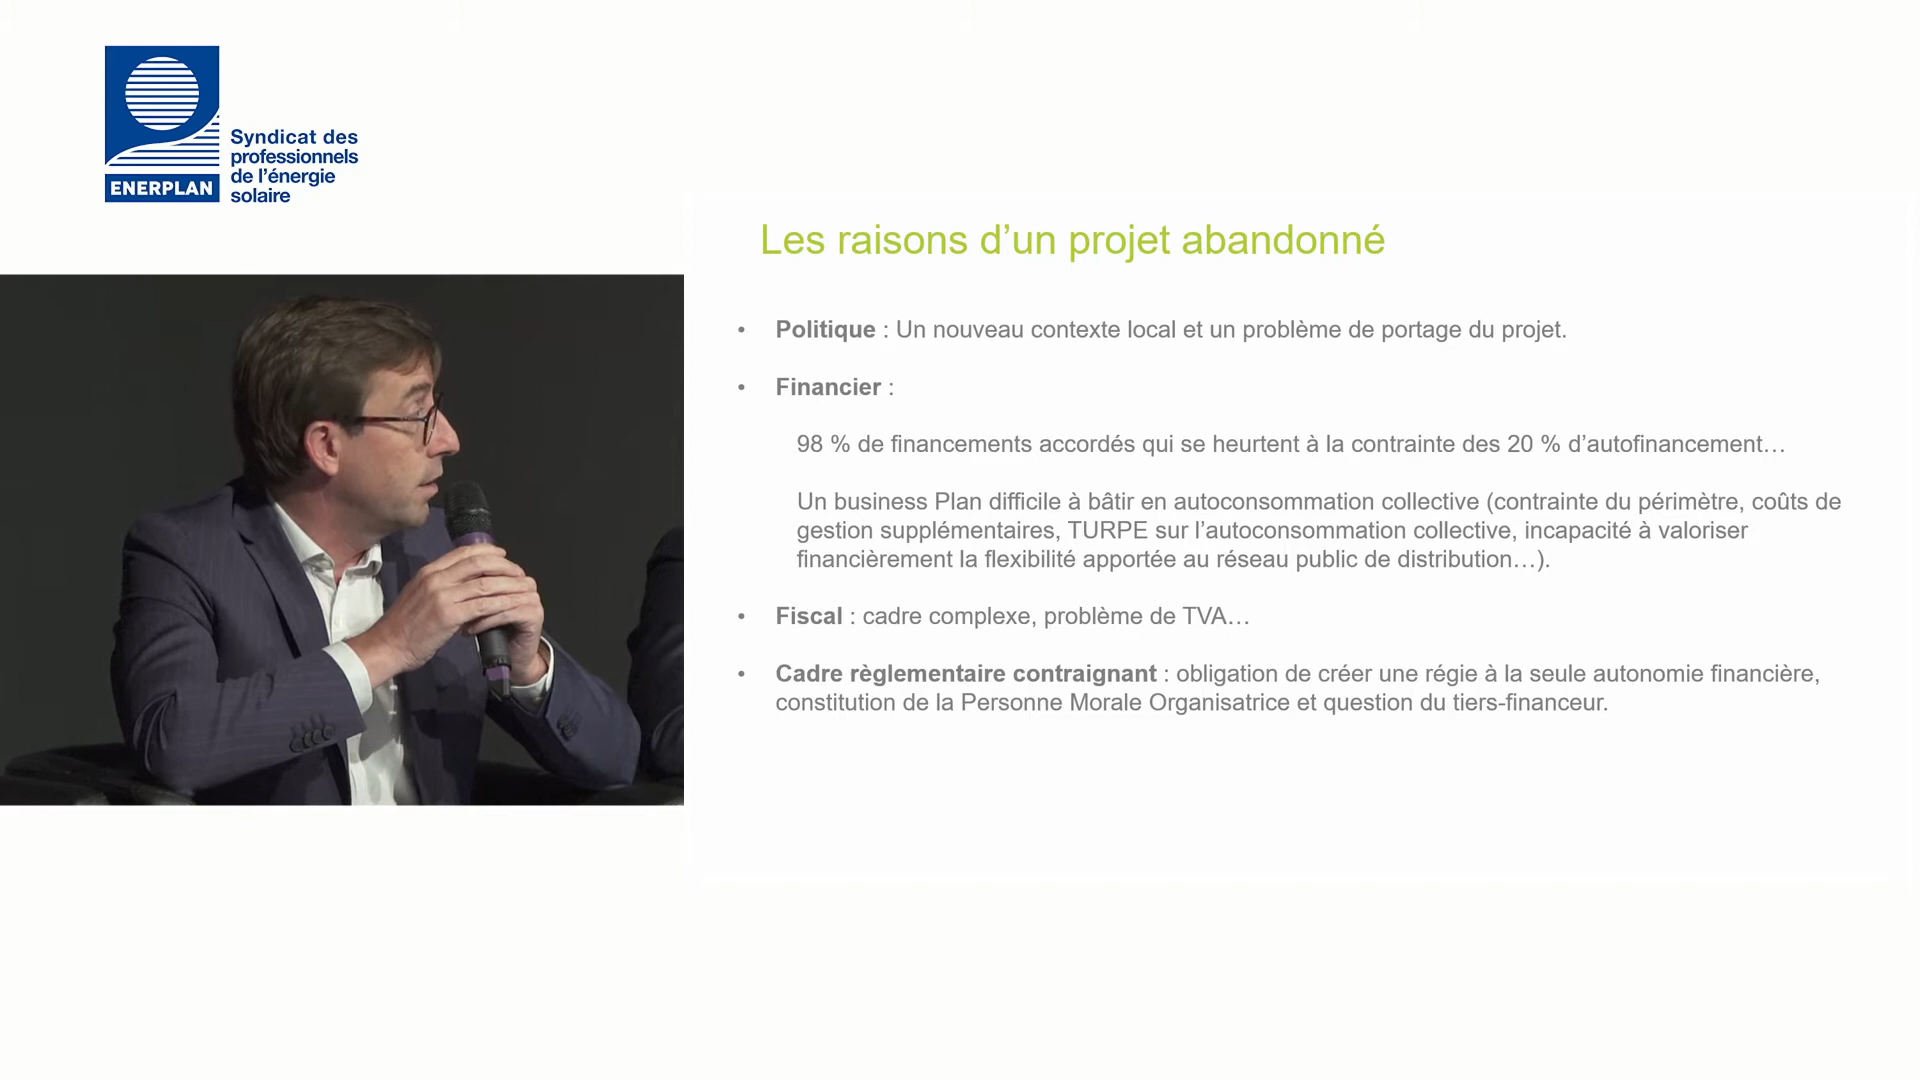 Syndicat des
professionnels
de l'énergie
solaire
ENERPLAN
Les raisons d'un projet abandonné
• Politique : Un nouveau contexte local et un problème de portage du projet.
• Financier :
98 % de financements accordés qui se heurtent à la contrainte des 20 % d'autofinancement…
Un business Plan difficile à bâtir en autoconsommation collective (contrainte du périmètre, coûts de
gestion supplémentaires, TURPE sur l'autoconsommation collective, incapacité à valoriser
financièrement la flexibilité apportée au réseau public de distribution…).
• Fiscal : cadre complexe, problème de TVA…
• Cadre règlementaire contraignant : obligation de créer une régie à la seule autonomie financière,
constitution de la Personne Morale Organisatrice et question du tiers-financeur.